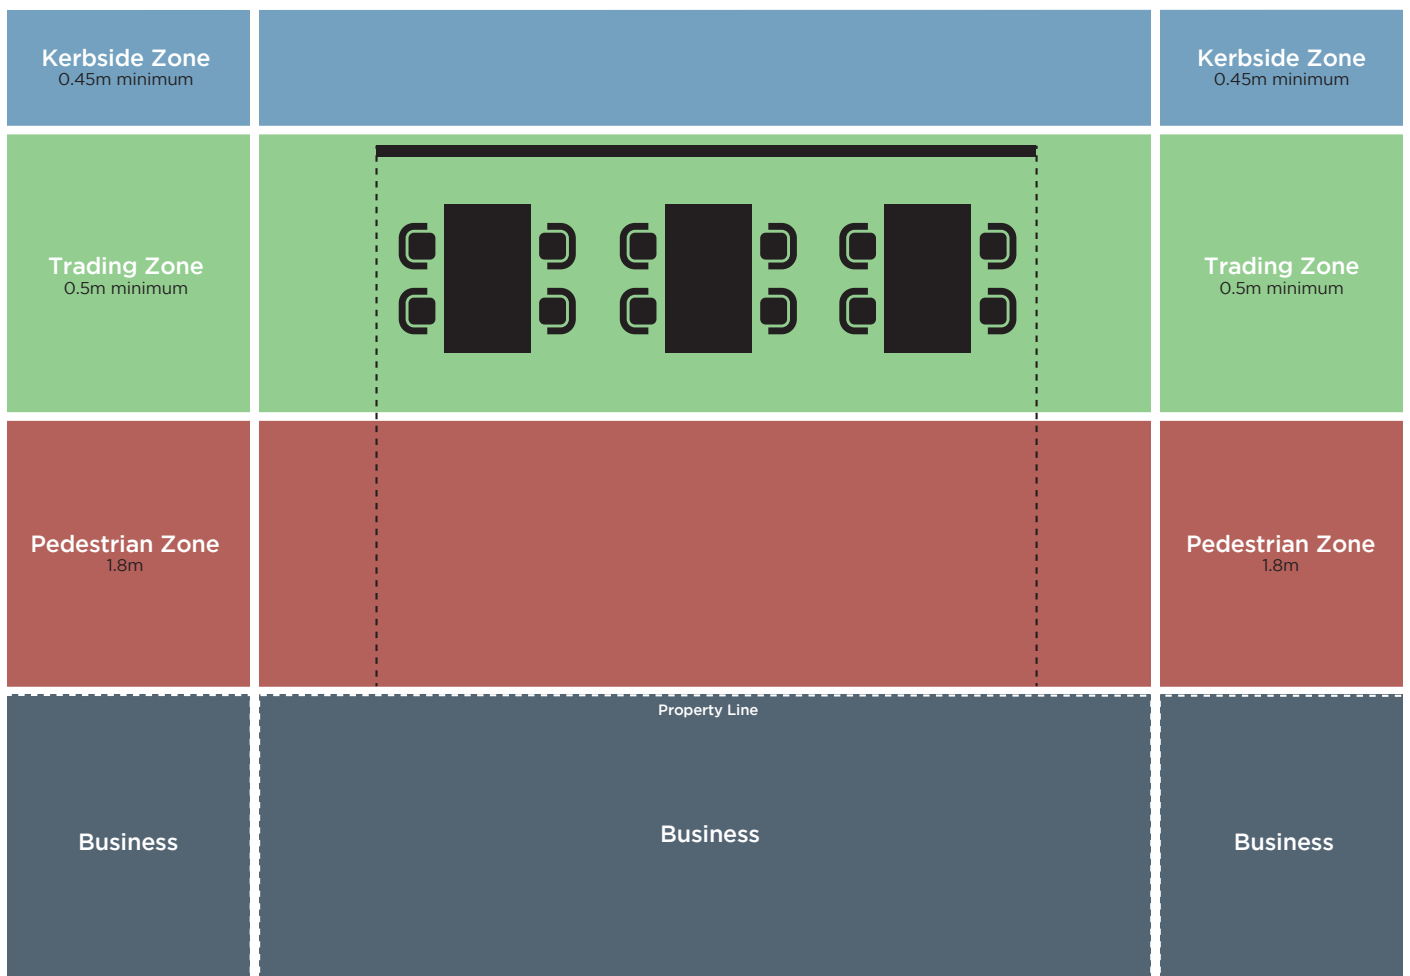 Kerbside Zone
0.45m minimum
Kerbside Zone
0.45m minimum
Trading Zone
0.5m minimum
Trading Zone
0.5m minimum
Pedestrian Zone
1.8m
Pedestrian Zone
1.8m
Property Line
Business
Business
Business